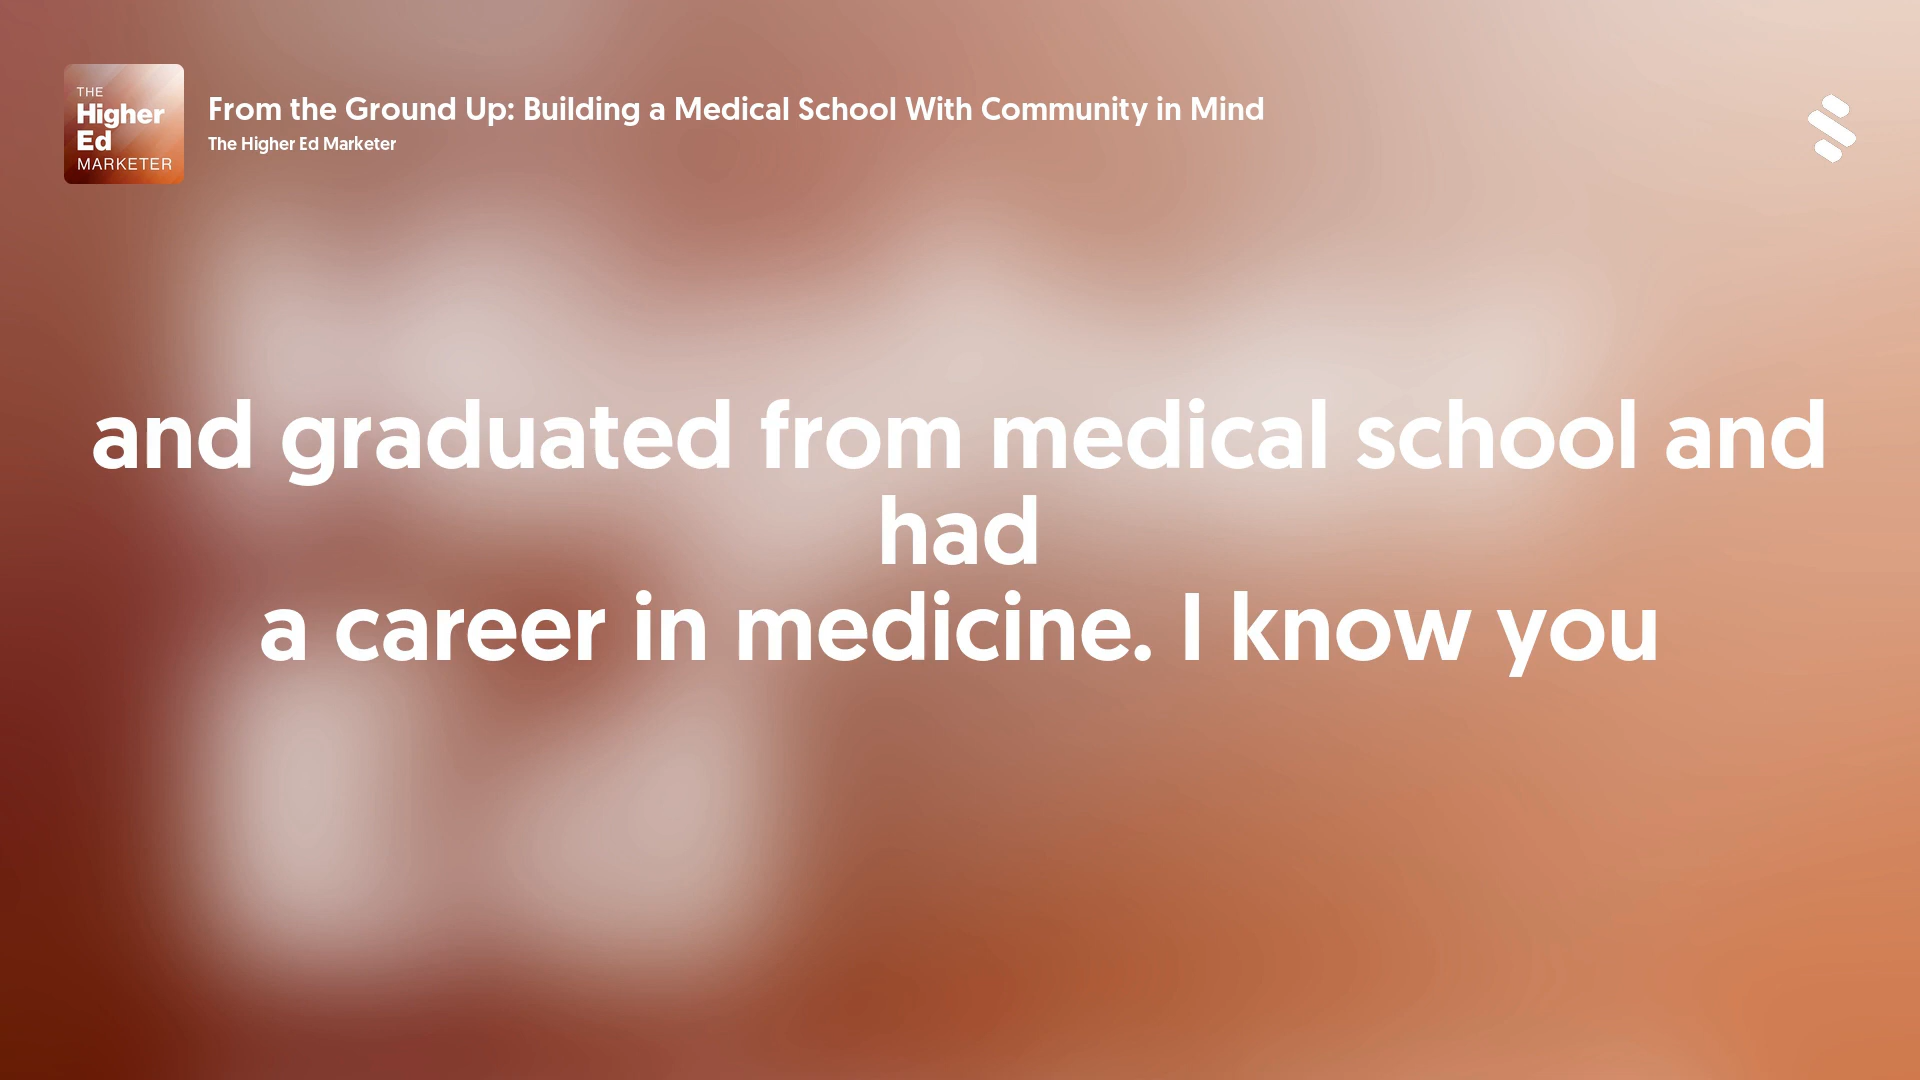 THE
Higher
Ed
MARKETER
From the Ground Up: Building a Medical School With Community in Mind
The Higher Ed Marketer
and graduated from medical school and
had
a career in medicine. I know you